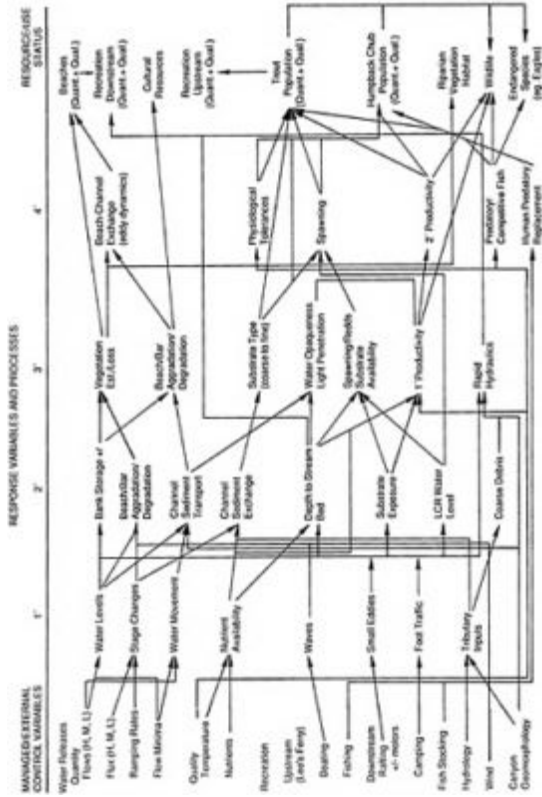 MANAGED/EXTERNAL
CONTROL VARIABLES
RESPONSE VARIABLES AND PROCESSES
RESOURCE-USE
STATUS
1°
2°
3°
4°
Water Releases
Quantity
Flows (H, M, L)
Flux (H, M, L)
Ramping Rates
Flow Minima
Quality
Temperature
Nutrients
Recreation
Upstream
(Lee's Ferry)
Boating
Fishing
Downstream
Rafting
+/- motors
Camping
Fish Stocking
Hydrology
Wind
Canyon
Geomorphology
Water Levels
Stage Changes
Water Movement
Nutrient
Availability
Waves
Small Eddies
Foot Traffic
Tributary
Inputs
Bank Storage
Beach/Bar
Aggradation/
Degradation
Channel
Sediment
Transport
Channel
Sediment
Exchange
Depth to Stream
Bed
Substrate
Exposure
LCR Water
Level
Coarse Debris
Vegetation
Est./Loss
Beach/Bar
Aggradation/
Degradation
Substrate Type
(coarse to fine)
Water Opaqueness
Light Penetration
Spawning/Redds
Substrate
Availability
1° Productivity
Rapid
Hydraulics
Beach-Channel
Exchange
(eddy dynamics)
Physiological
Tolerances
Spawning
2° Productivity
Predatory/
Competitive Fish
Human Predatory
Replacement
Beaches
(Quant + Qual.)
Recreation
Downstream
(Quant + Qual.)
Cultural
Resources
Recreation
Upstream
(Quant + Qual.)
Trout
Population
(Quant + Qual.)
Humpback Chub
Population
(Quant + Qual.)
Riparian
Vegetation
Habitat
Wildlife
Endangered
Species
(eg. Eagles)